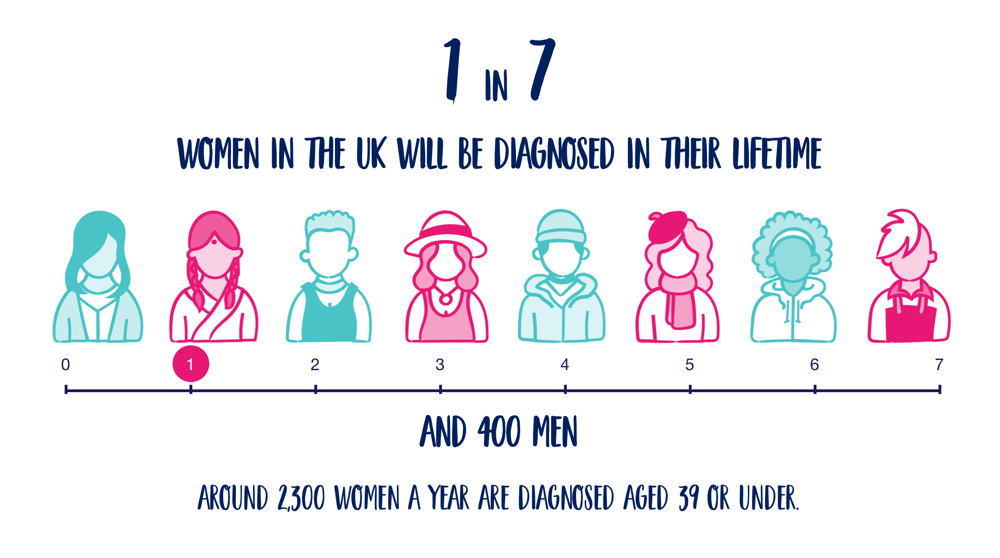 1 IN 7
WOMEN IN THE UK WILL BE DIAGNOSED IN THEIR LIFETIME
0 1 2 3 4 5 6 7
AND 400 MEN
AROUND 2,300 WOMEN A YEAR ARE DIAGNOSED AGED 39 OR UNDER.